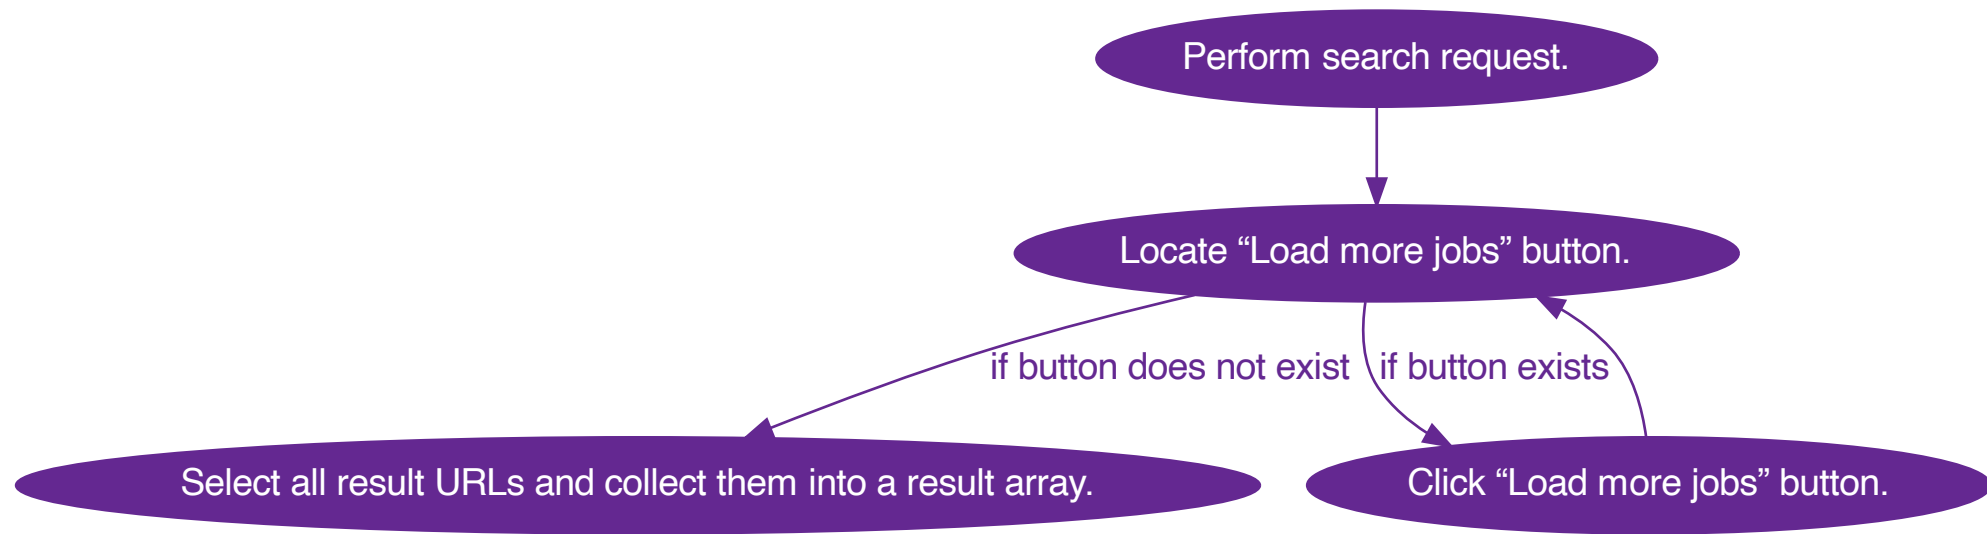 Perform search request.
Locate “Load more jobs” button.
if button does not exist
if button exists
Select all result URLs and collect them into a result array.
Click “Load more jobs” button.